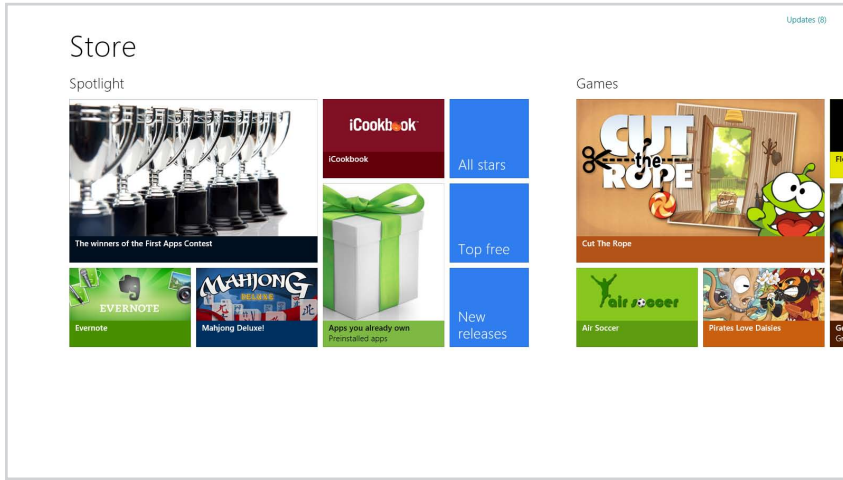 Updates (8)
Store
Spotlight
The winners of the First Apps Contest
iCookbook
iCookbook
All stars
Top free
New
releases
EVERNOTE
Evernote
MAHJONG
DELUXE
Mahjong Deluxe!
Apps you already own
Preinstalled apps
Games
CUT
the
ROPE
Cut The Rope
air soccer
Air Soccer
Pirates Love Daisies